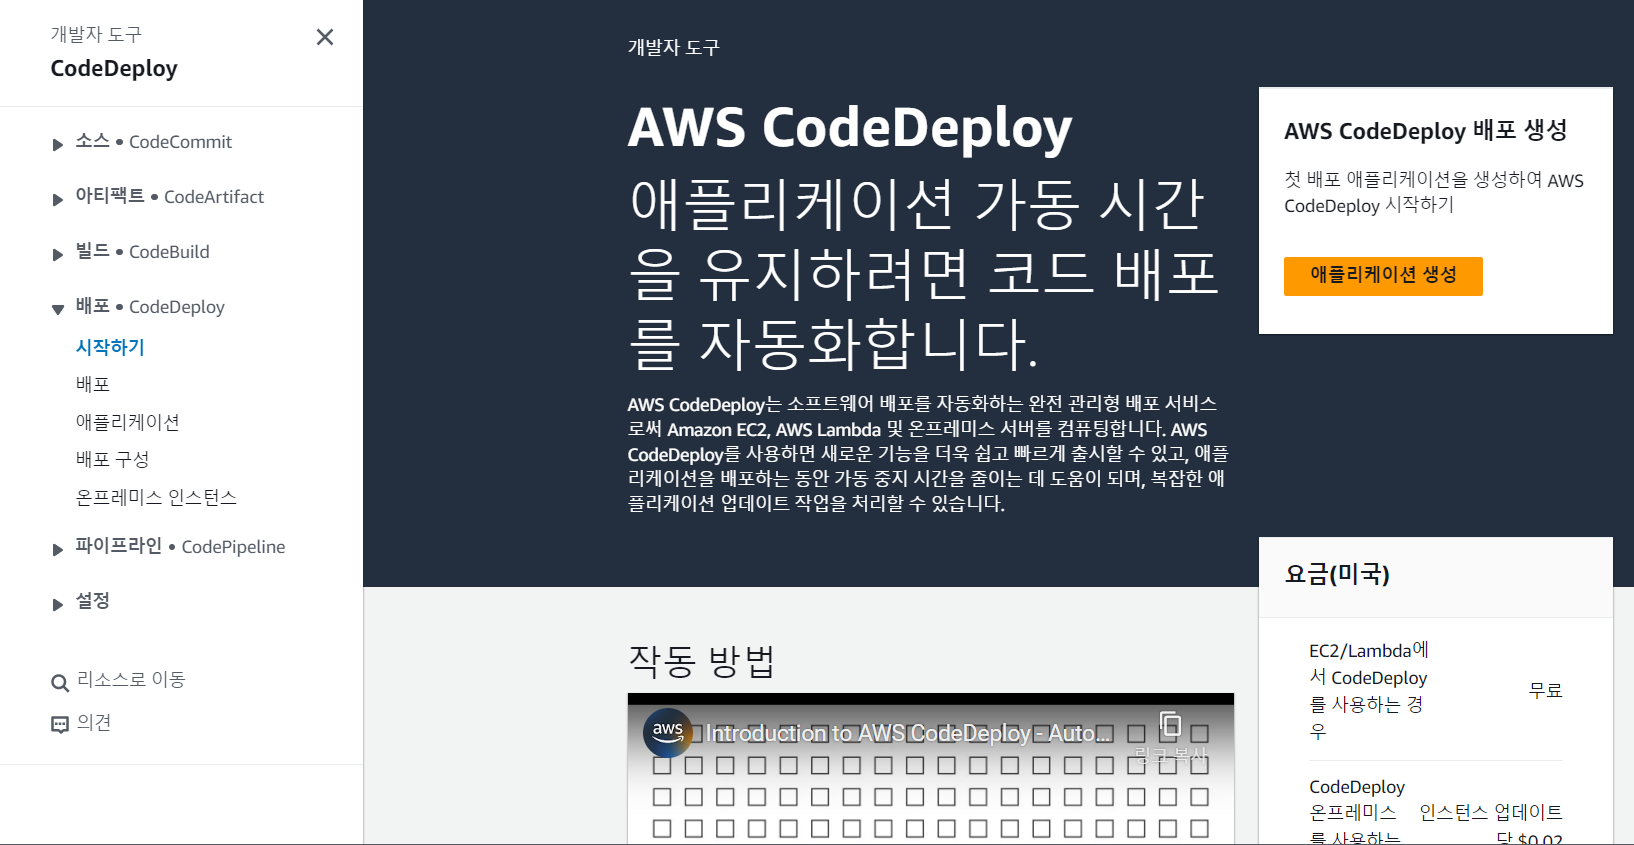 개발자 도구
CodeDeploy
소스 • CodeCommit
아티팩트 • CodeArtifact
빌드 • CodeBuild
배포 • CodeDeploy
시작하기
배포
애플리케이션
배포 구성
온프레미스 인스턴스
파이프라인 • CodePipeline
설정
리소스로 이동
의견
개발자 도구
AWS CodeDeploy
애플리케이션 가동 시간
을 유지하려면 코드 배포
를 자동화합니다.
AWS CodeDeploy는 소프트웨어 배포를 자동화하는 완전 관리형 배포 서비스
로써 Amazon EC2, AWS Lambda 및 온프레미스 서버를 컴퓨팅합니다. AWS
CodeDeploy를 사용하면 새로운 기능을 더욱 쉽고 빠르게 출시할 수 있고, 애플
리케이션을 배포하는 동안 가동 중지 시간을 줄이는 데 도움이 되며, 복잡한 애
플리케이션 업데이트 작업을 처리할 수 있습니다.
AWS CodeDeploy 배포 생성
첫 배포 애플리케이션을 생성하여 AWS
CodeDeploy 시작하기
애플리케이션 생성
작동 방법
aws
Introduction to AWS CodeDeploy - Auto...
링크 복사
요금(미국)
EC2/Lambda에
서 CodeDeploy
를 사용하는 경
우
무료
CodeDeploy
온프레미스
를 사용하는
인스턴스 업데이트
당 $0.02